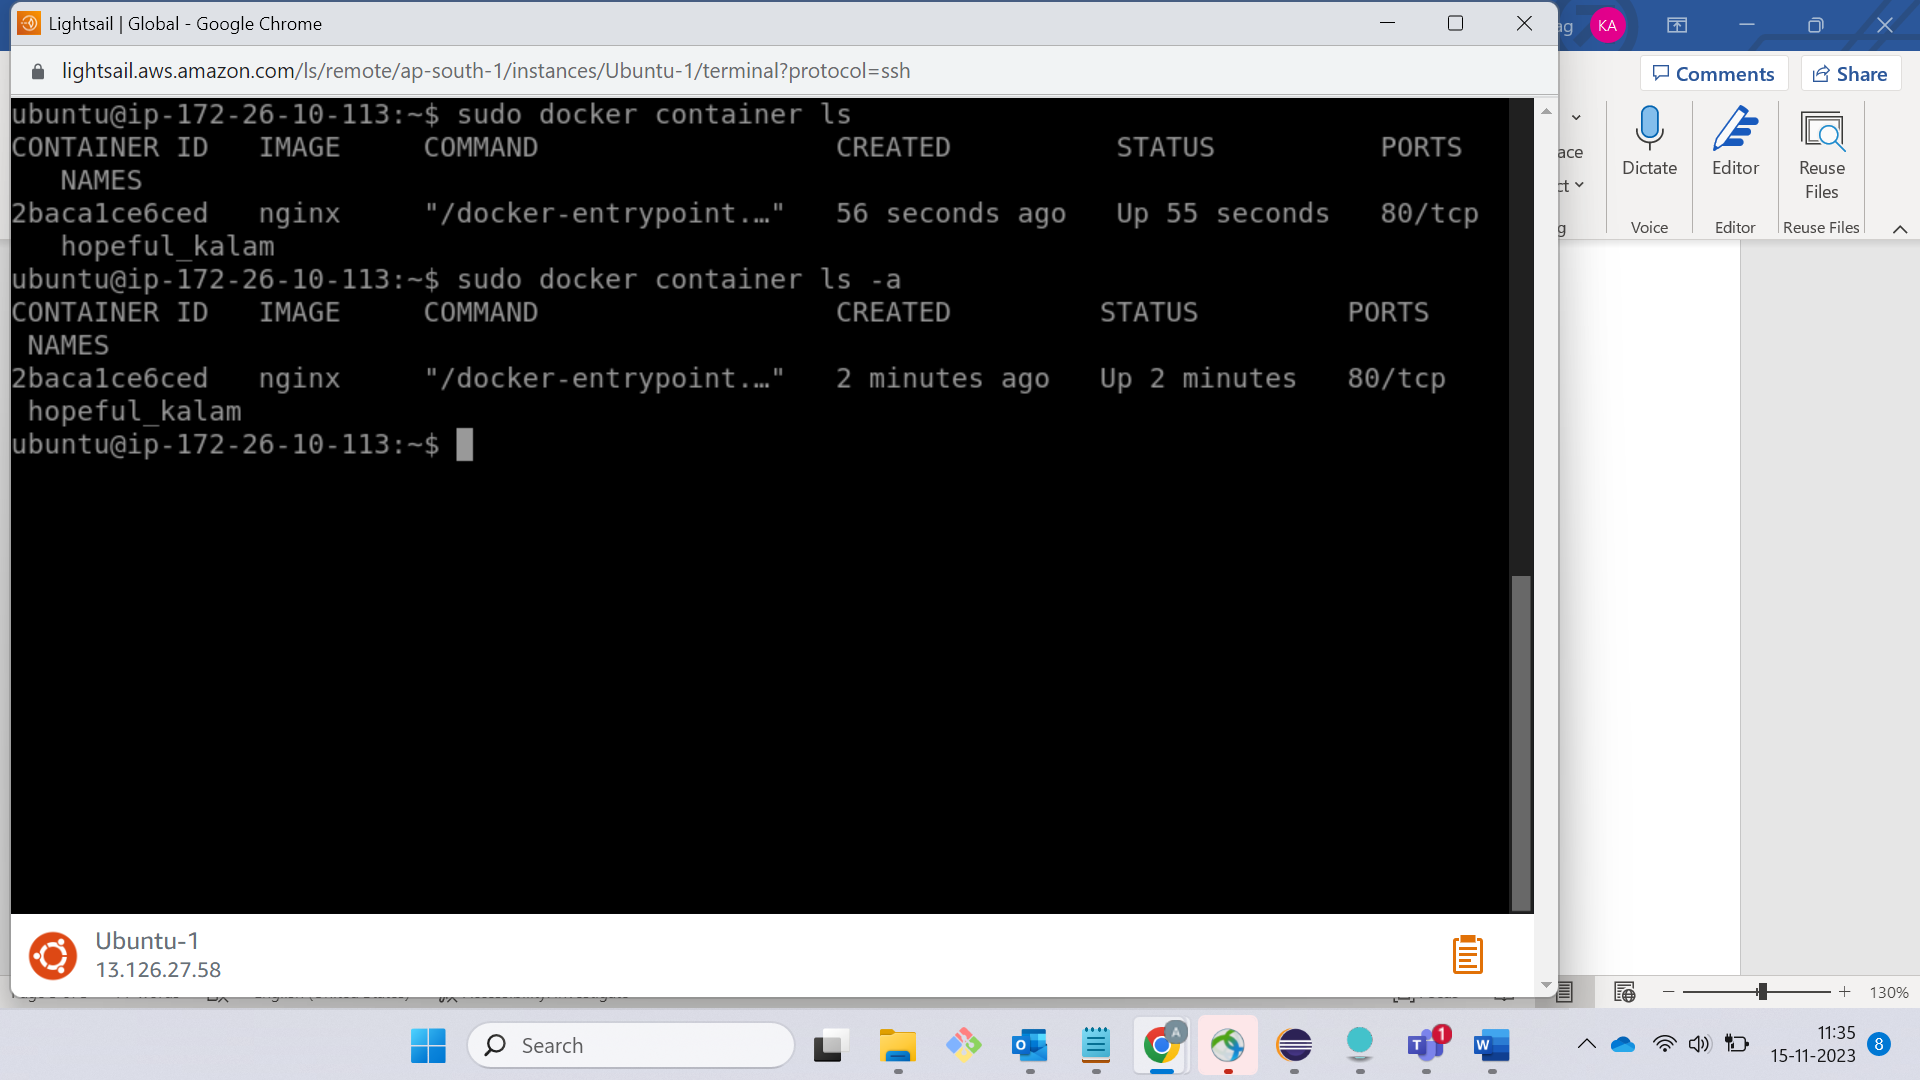 Lightsail | Global - Google Chrome
ag KA
lightsail.aws.amazon.com/ls/remote/ap-south-1/instances/Ubuntu-1/terminal?protocol=ssh
Comments Share
ubuntu@ip-172-26-10-113:~$ sudo docker container ls
CONTAINER ID IMAGE COMMAND CREATED STATUS PORTS
NAMES
2baca1ce6ced nginx "/docker-entrypoint.…" 56 seconds ago Up 55 seconds 80/tcp
hopeful_kalam
ubuntu@ip-172-26-10-113:~$ sudo docker container ls -a
CONTAINER ID IMAGE COMMAND CREATED STATUS PORTS
NAMES
2baca1ce6ced nginx "/docker-entrypoint.…" 2 minutes ago Up 2 minutes 80/tcp
hopeful_kalam
ubuntu@ip-172-26-10-113:~$
ace
ct
Dictate
Editor
Reuse
Files
g
Voice
Editor
Reuse Files
Ubuntu-1
13.126.27.58
130%
Search
A
1
11:35
15-11-2023
8